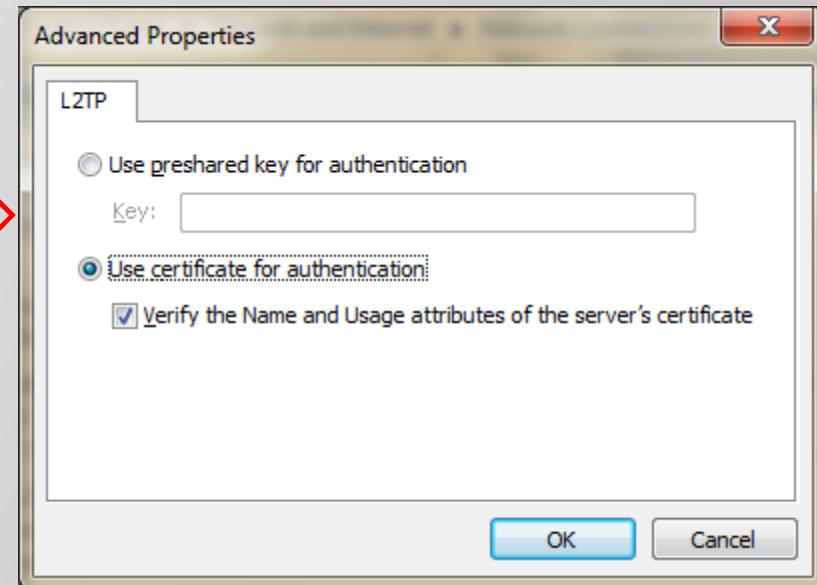 Advanced Properties
L2TP
Use preshared key for authentication
Key:
Use certificate for authentication
Verify the Name and Usage attributes of the server's certificate
OK Cancel